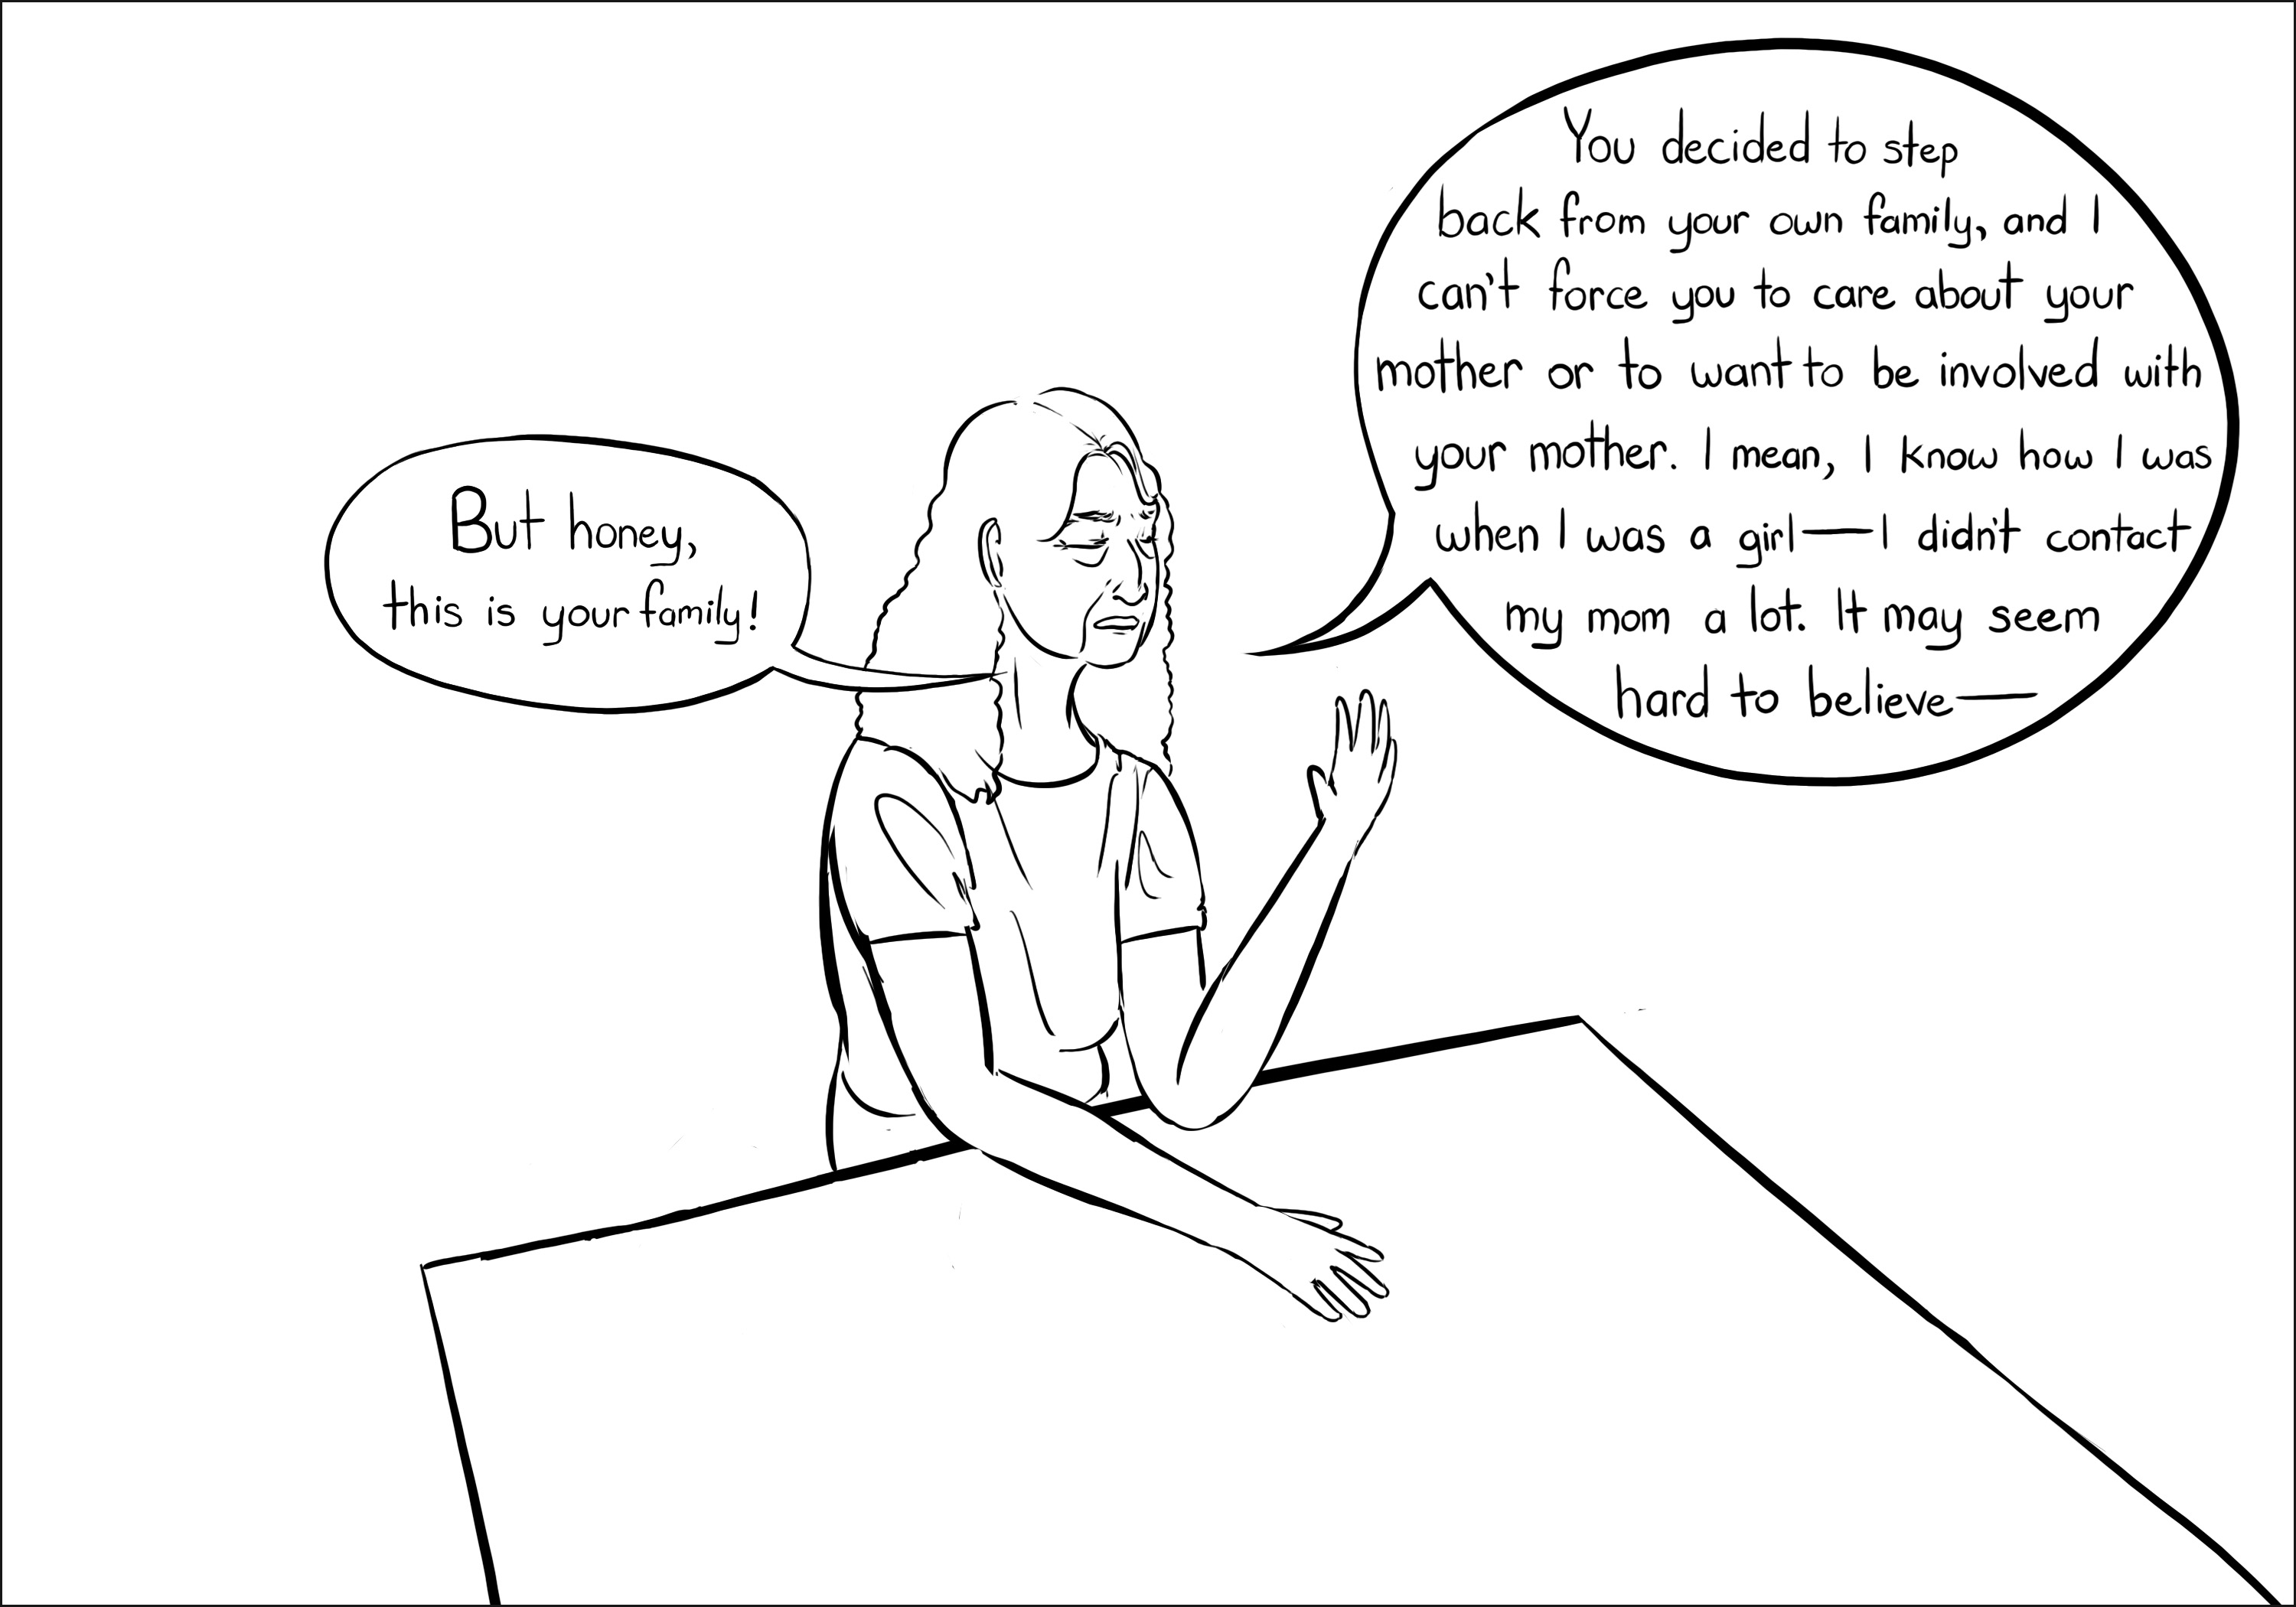 But honey,
this is your family!
You decided to step
back from your own family, and I
can't force you to care about your
mother or to want to be involved with
your mother. I mean, I know how I was
when I was a girl—I didn't contact
my mom a lot. It may seem
hard to believe—